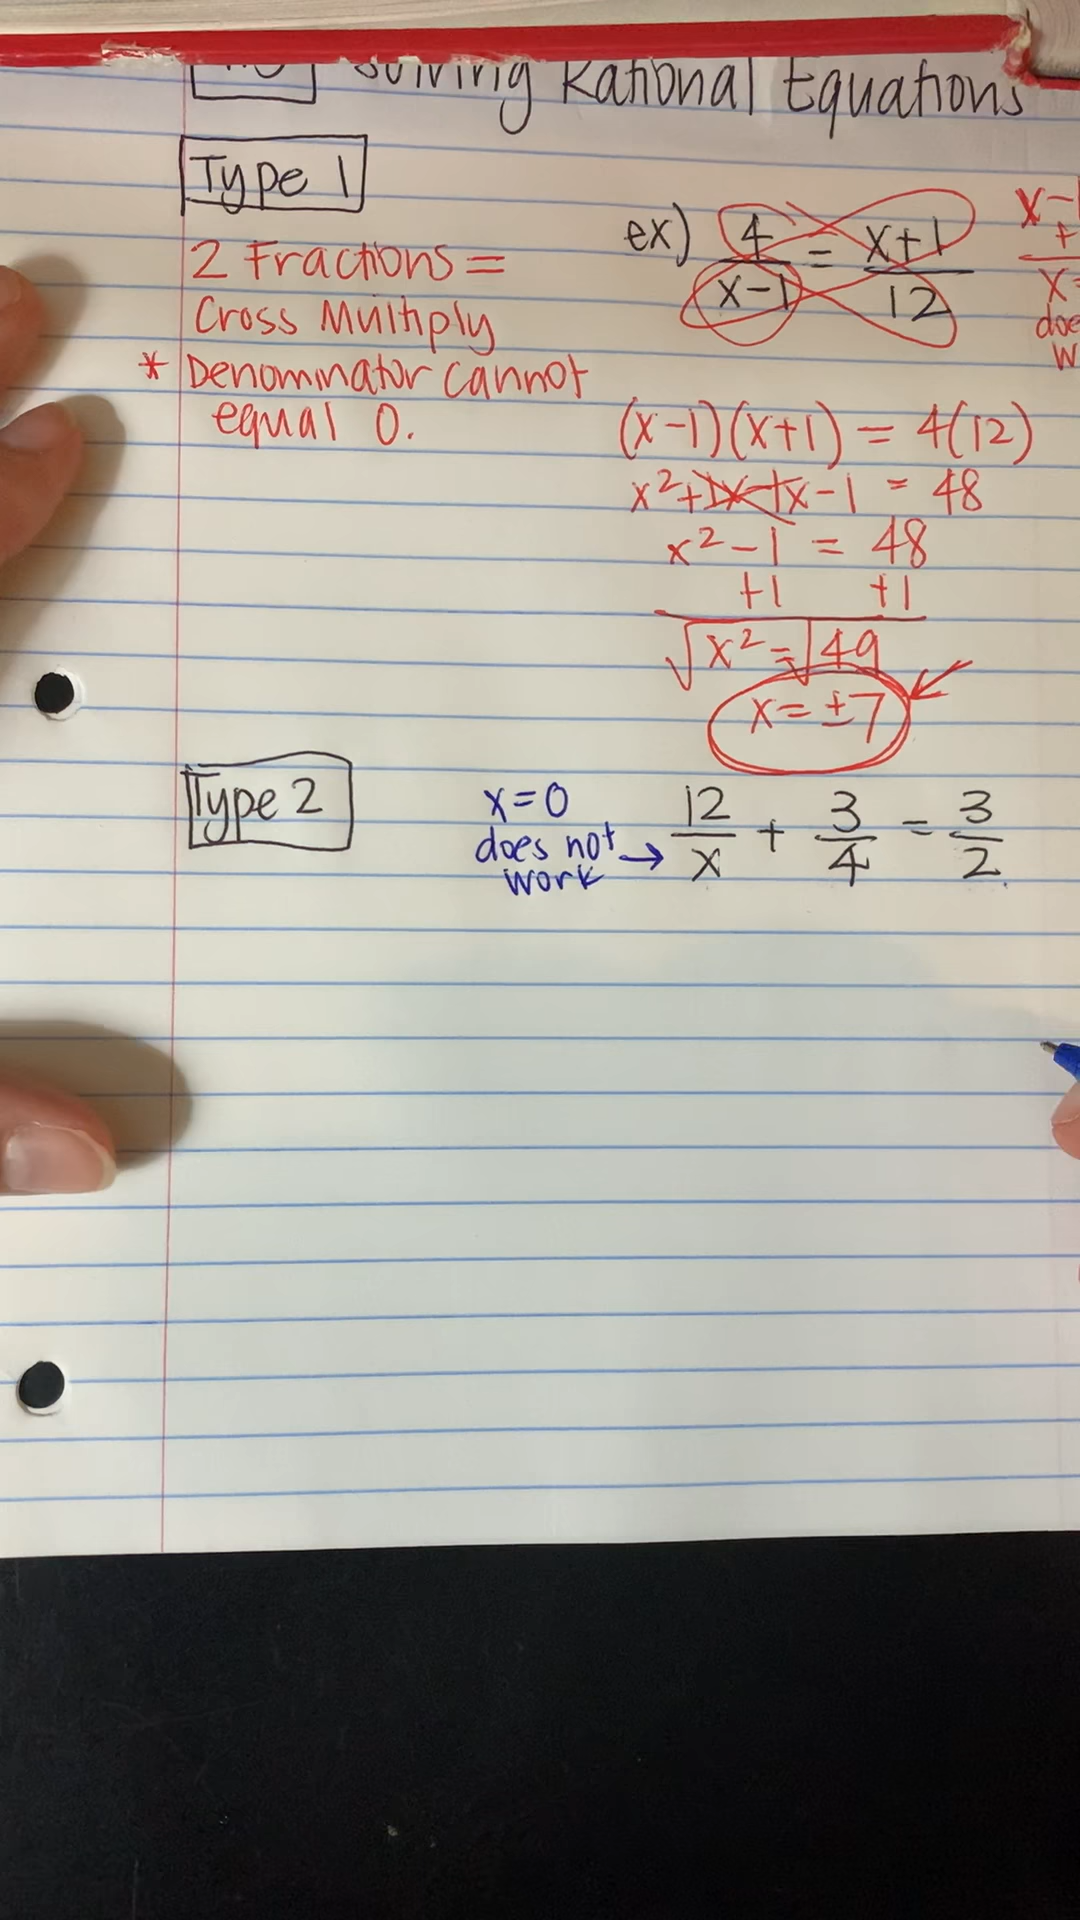 Solving Rational Equations
Type 1
2 Fractions =
Cross Multiply
* Denominator cannot
equal 0.
ex) 4/x-1 = x+1/12
(x-1)(x+1) = 4(12)
x²+1x-1x-1 = 48
x²-1 = 48
+1 +1
√x² = √49
x = ±7
Type 2
x=0
does not →
work
12/x + 3/4 = 3/2